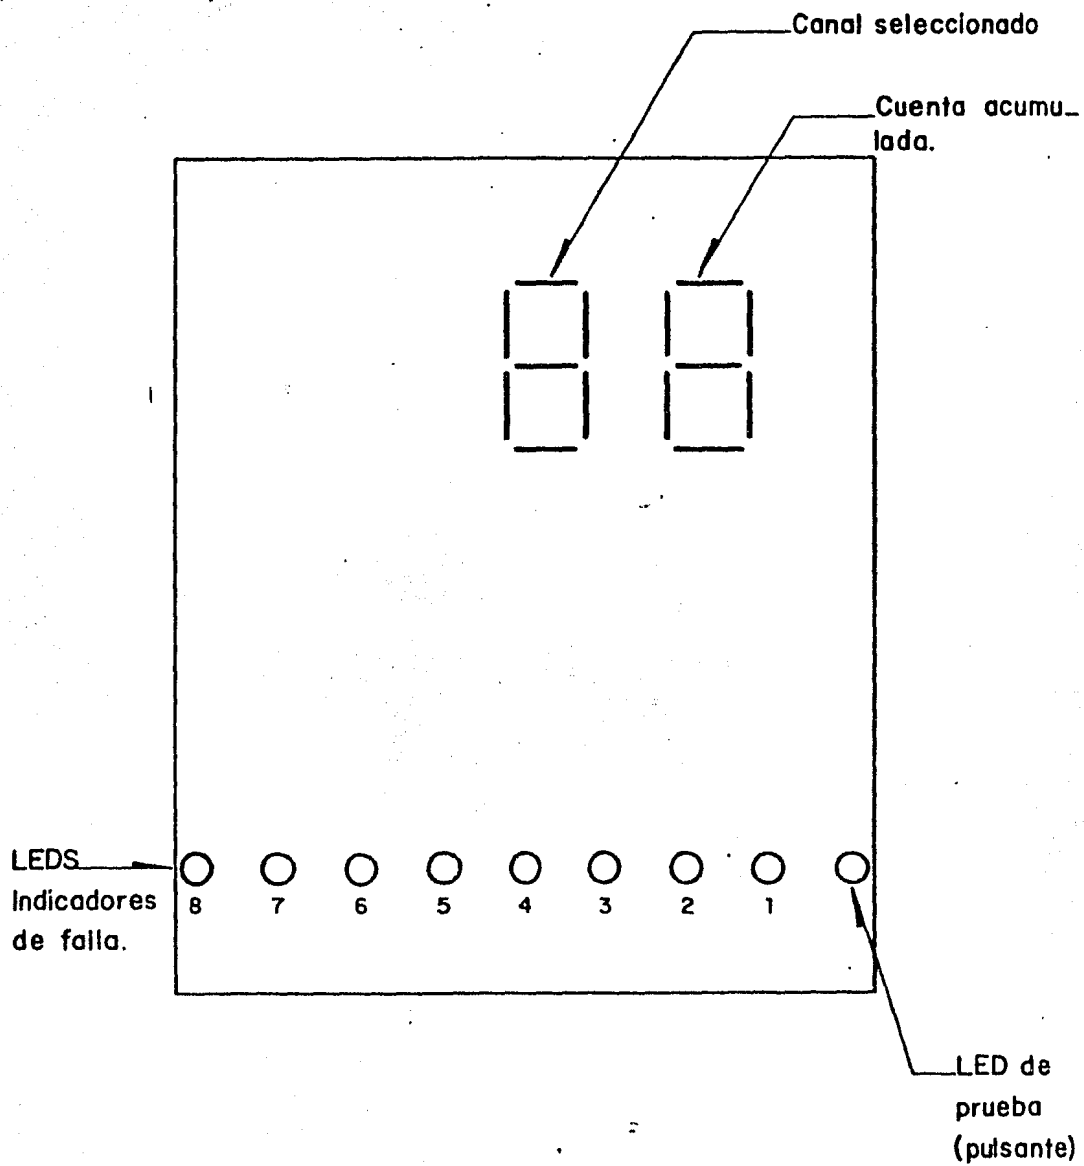 Canal seleccionado
Cuenta acumu_
lada.
LEDS
Indicadores
de falla.
8 7 6 5 4 3 2 1
LED de
prueba
(pulsante)